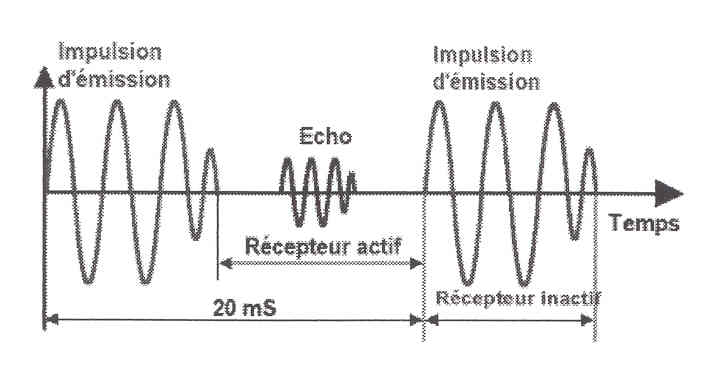 Impulsion
d'émission
Impulsion
d'émission
Echo
Temps
Récepteur actif
Récepteur inactif
20 mS